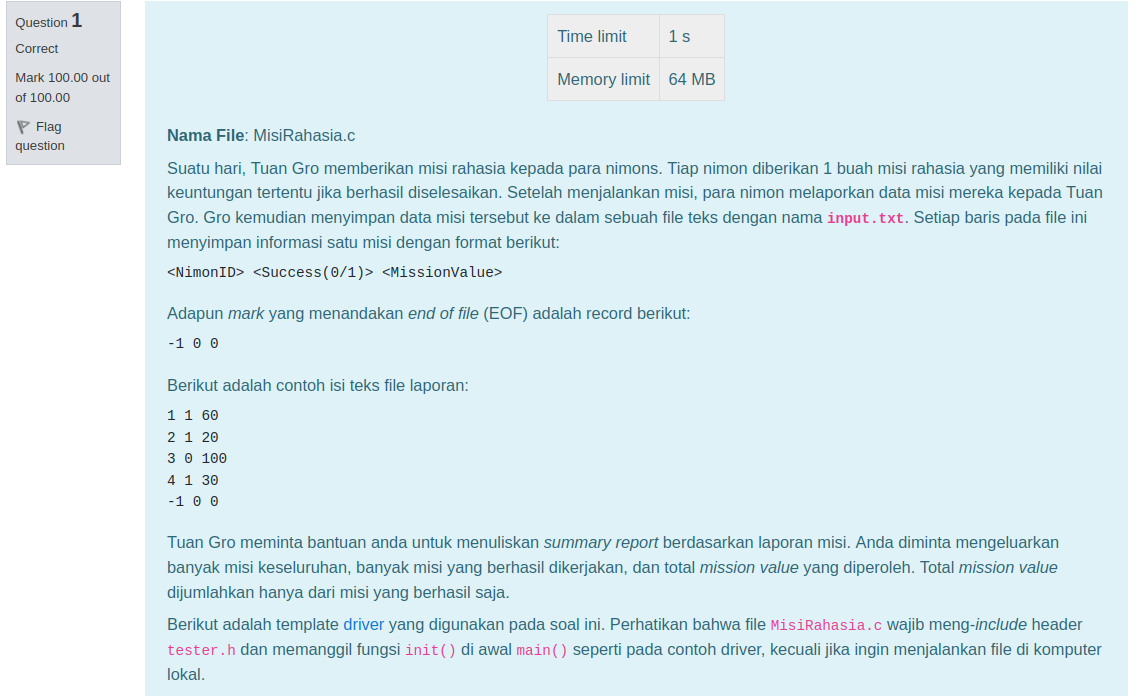 Question 1
Correct
Mark 100.00 out
of 100.00
Flag
question
Time limit 1 s
Memory limit 64 MB
Nama File: MisiRahasia.c
Suatu hari, Tuan Gro memberikan misi rahasia kepada para nimons. Tiap nimon diberikan 1 buah misi rahasia yang memiliki nilai
keuntungan tertentu jika berhasil diselesaikan. Setelah menjalankan misi, para nimon melaporkan data misi mereka kepada Tuan
Gro. Gro kemudian menyimpan data misi tersebut ke dalam sebuah file teks dengan nama input.txt. Setiap baris pada file ini
menyimpan informasi satu misi dengan format berikut:
<NimonID> <Success(0/1)> <MissionValue>
Adapun mark yang menandakan end of file (EOF) adalah record berikut:
-1 0 0
Berikut adalah contoh isi teks file laporan:
1 1 60
2 1 20
3 0 100
4 1 30
-1 0 0
Tuan Gro meminta bantuan anda untuk menuliskan summary report berdasarkan laporan misi. Anda diminta mengeluarkan
banyak misi keseluruhan, banyak misi yang berhasil dikerjakan, dan total mission value yang diperoleh. Total mission value
dijumlahkan hanya dari misi yang berhasil saja.
Berikut adalah template driver yang digunakan pada soal ini. Perhatikan bahwa file MisiRahasia.c wajib meng-include header
tester.h dan memanggil fungsi init() di awal main() seperti pada contoh driver, kecuali jika ingin menjalankan file di komputer
lokal.